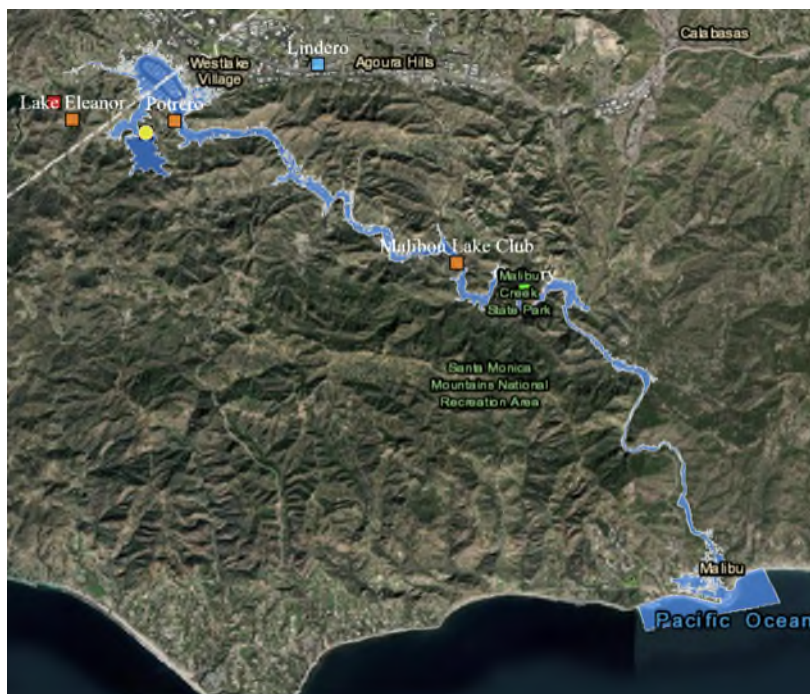 Lindero
Calabasas
Westlake
Village
Agoura Hills
Lake Eleanor
Potrero
Malibou Lake Club
Malibu
Creek
State Park
Santa Monica
Mountains National
Recreation Area
Malibu
Pacific Ocean